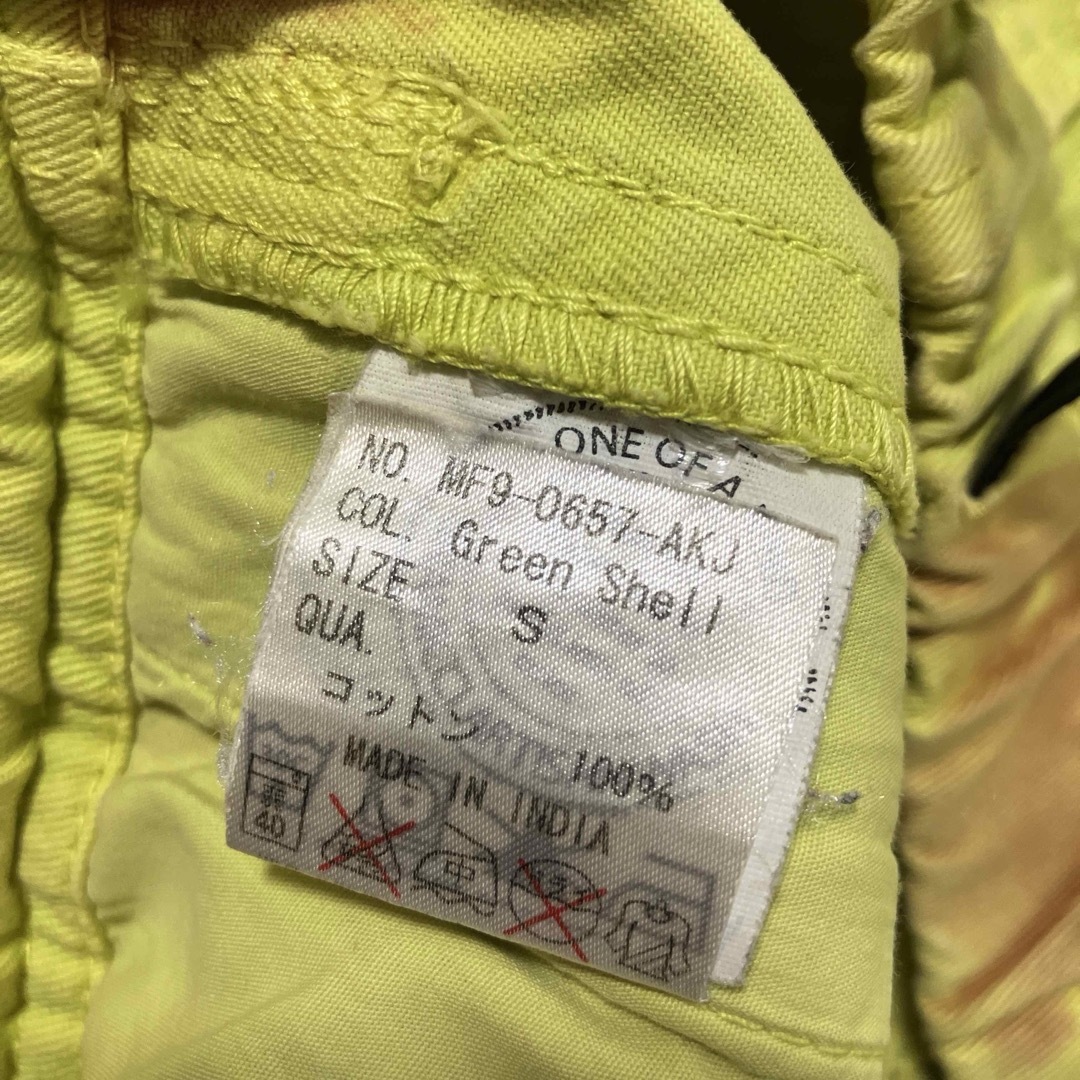 ONE OF A
NO. MF9-0657-AKJ
COL. Green Shell
SIZE S
QUA.
コットン 100%
MADE IN INDIA
40 中